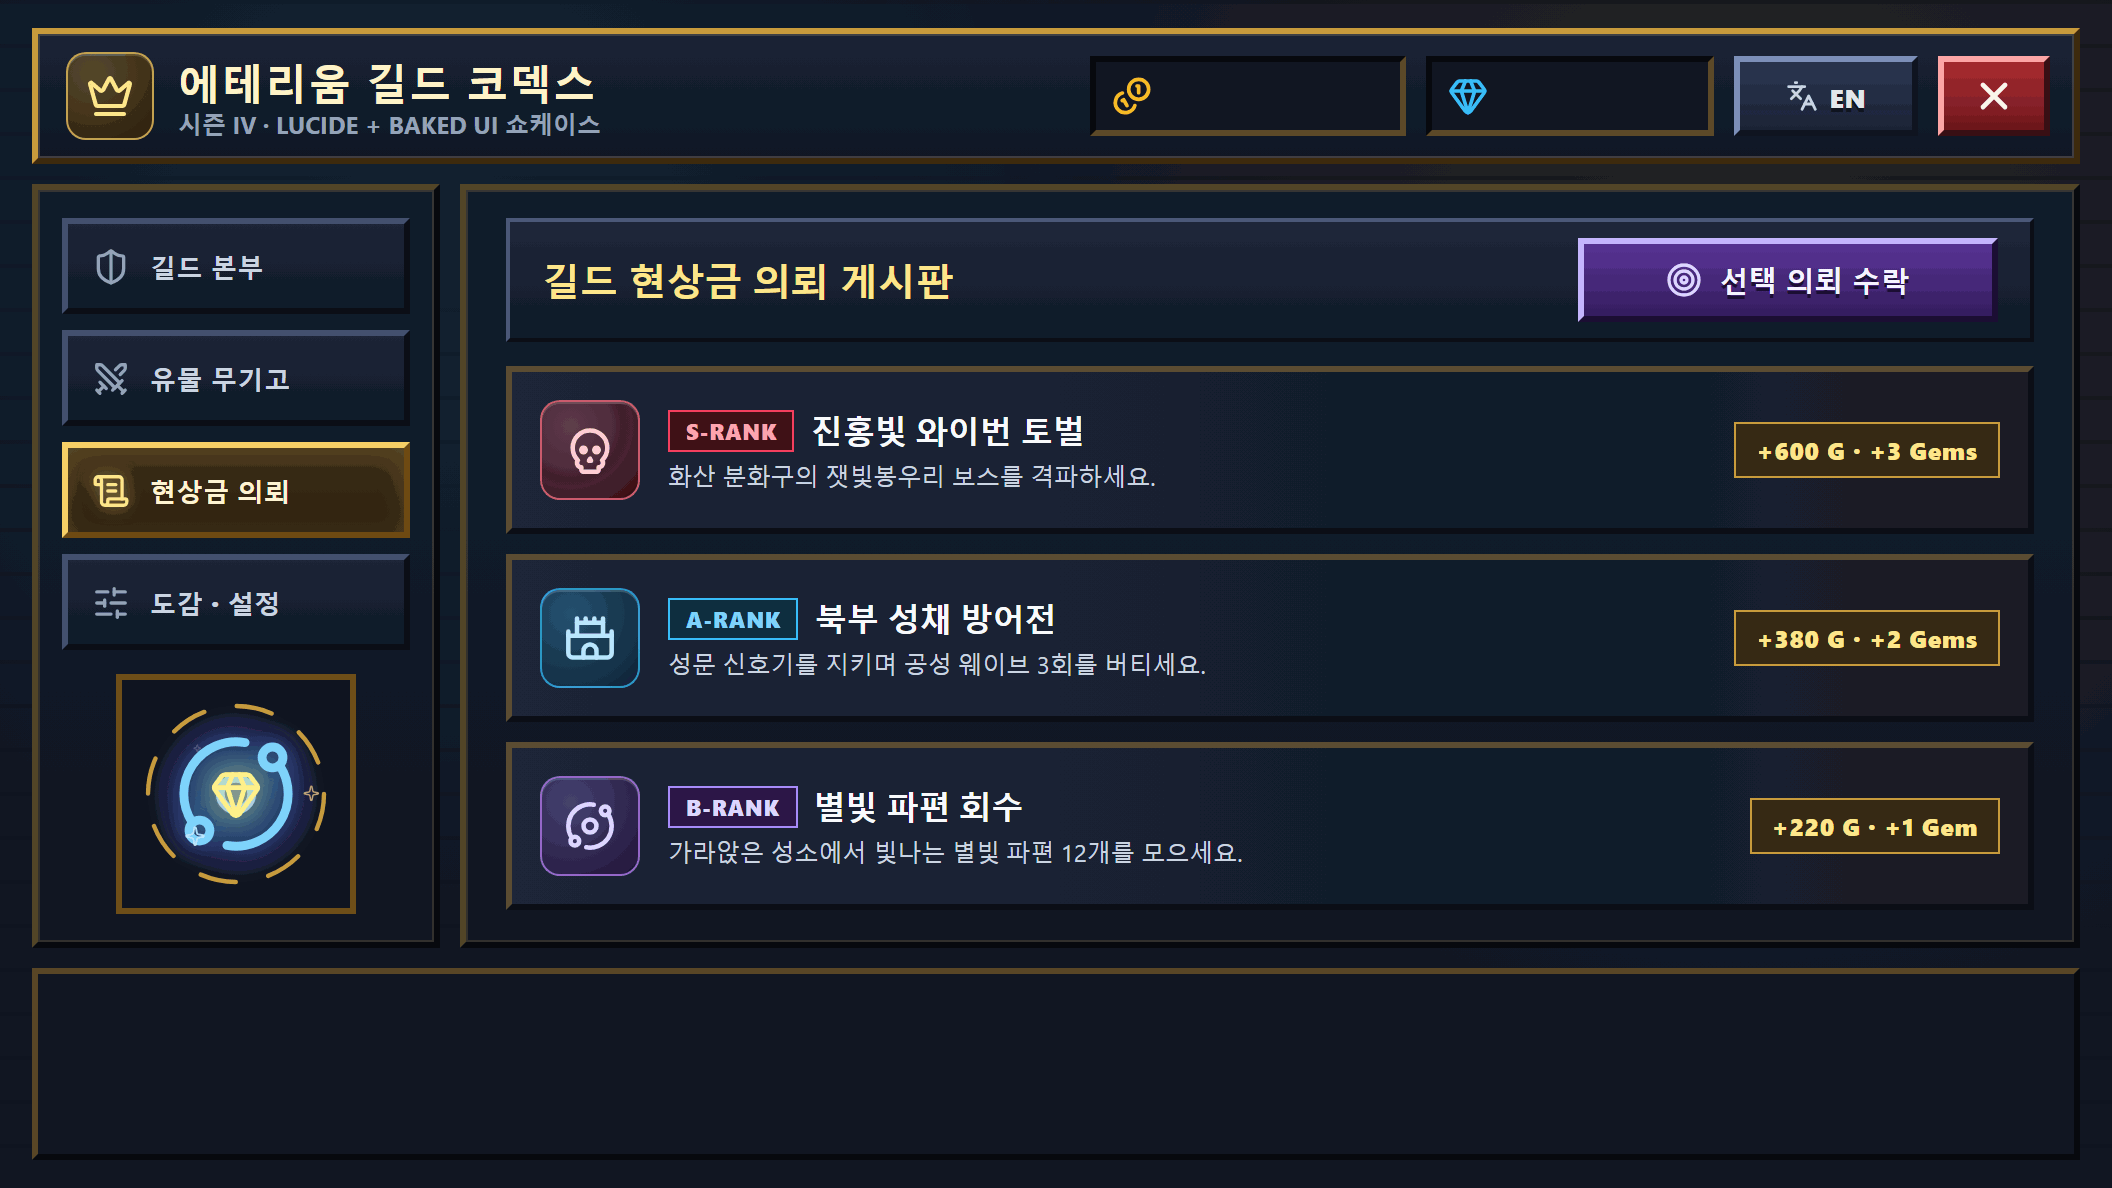 에테리움 길드 코덱스
시즌 IV · LUCIDE + BAKED UI 쇼케이스
EN
길드 본부
유물 무기고
현상금 의뢰
도감 · 설정
길드 현상금 의뢰 게시판
선택 의뢰 수락
S-RANK 진홍빛 와이번 토벌
화산 분화구의 잿빛봉우리 보스를 격파하세요.
+600 G · +3 Gems
A-RANK 북부 성채 방어전
성문 신호기를 지키며 공성 웨이브 3회를 버티세요.
+380 G · +2 Gems
B-RANK 별빛 파편 회수
가라앉은 성소에서 빛나는 별빛 파편 12개를 모으세요.
+220 G · +1 Gem